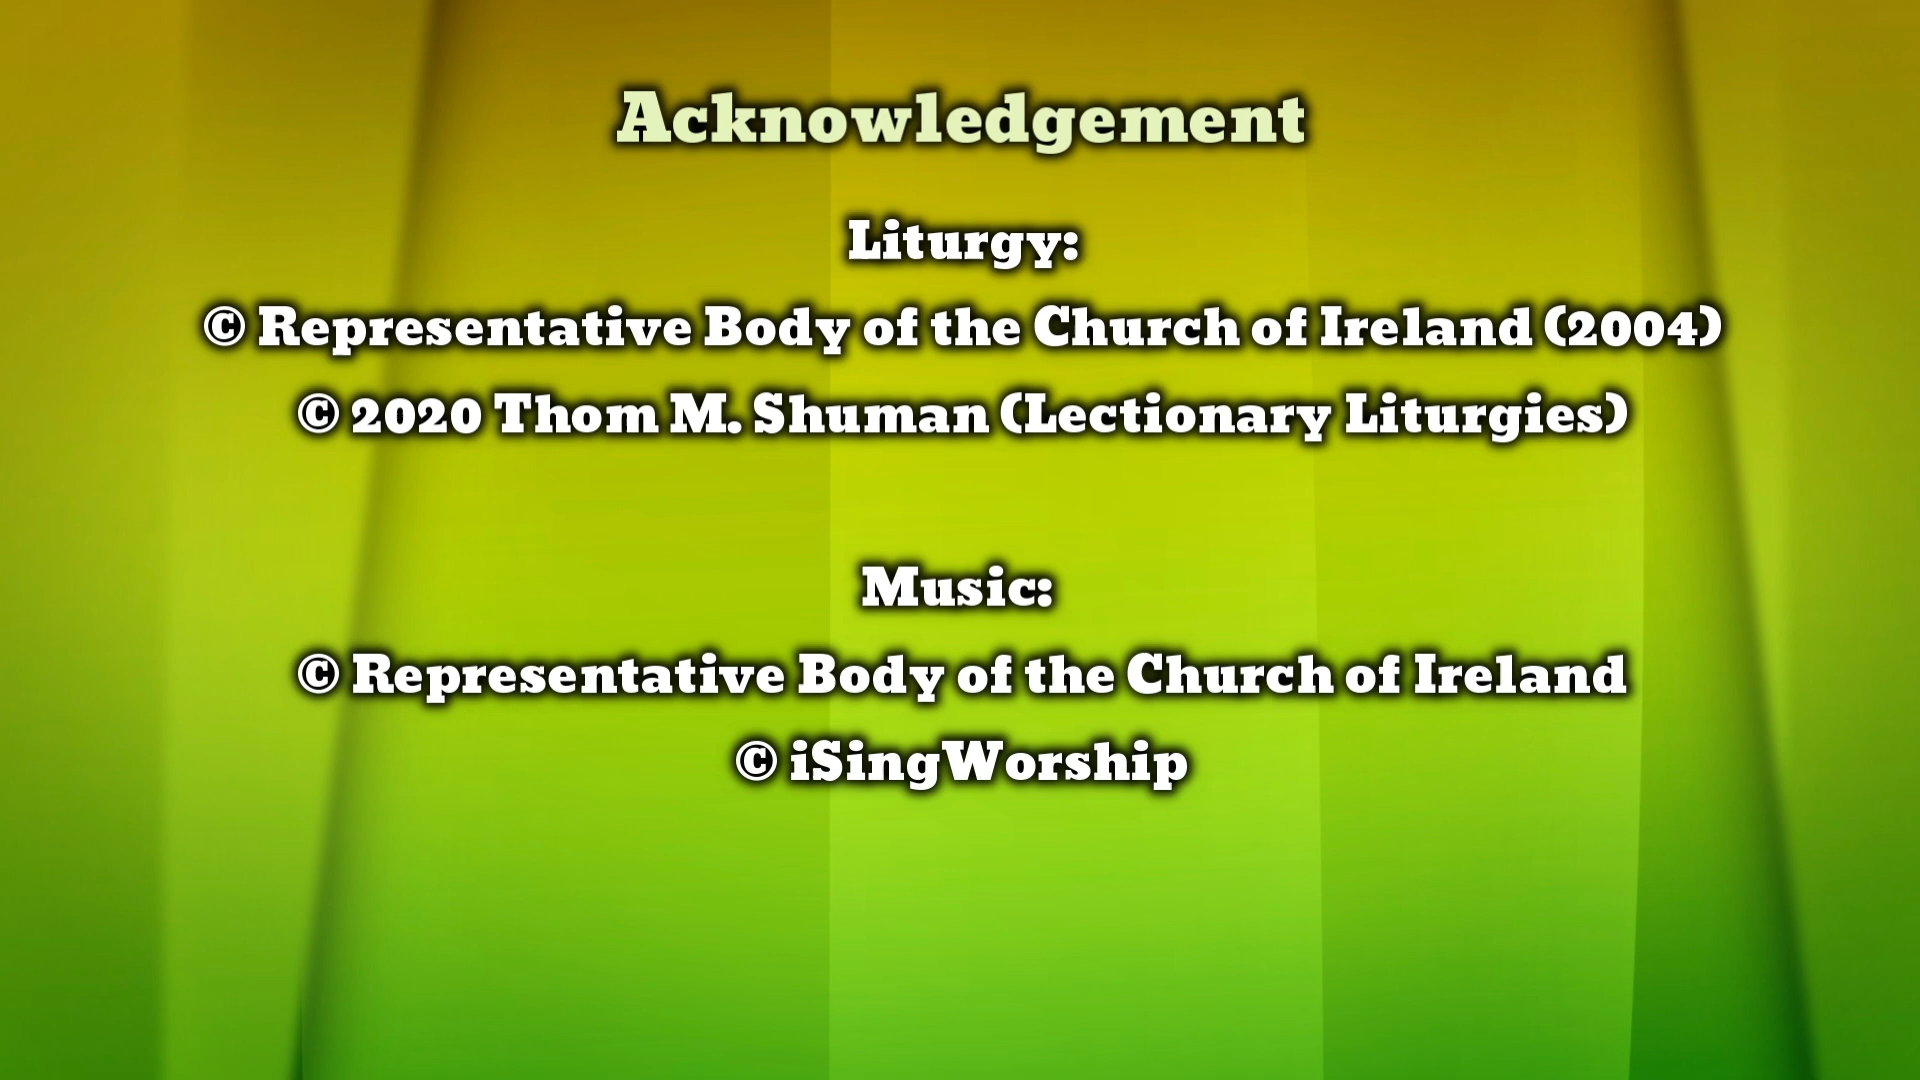 Acknowledgement
Liturgy:
© Representative Body of the Church of Ireland (2004)
© 2020 Thom M. Shuman (Lectionary Liturgies)
Music:
© Representative Body of the Church of Ireland
© iSingWorship